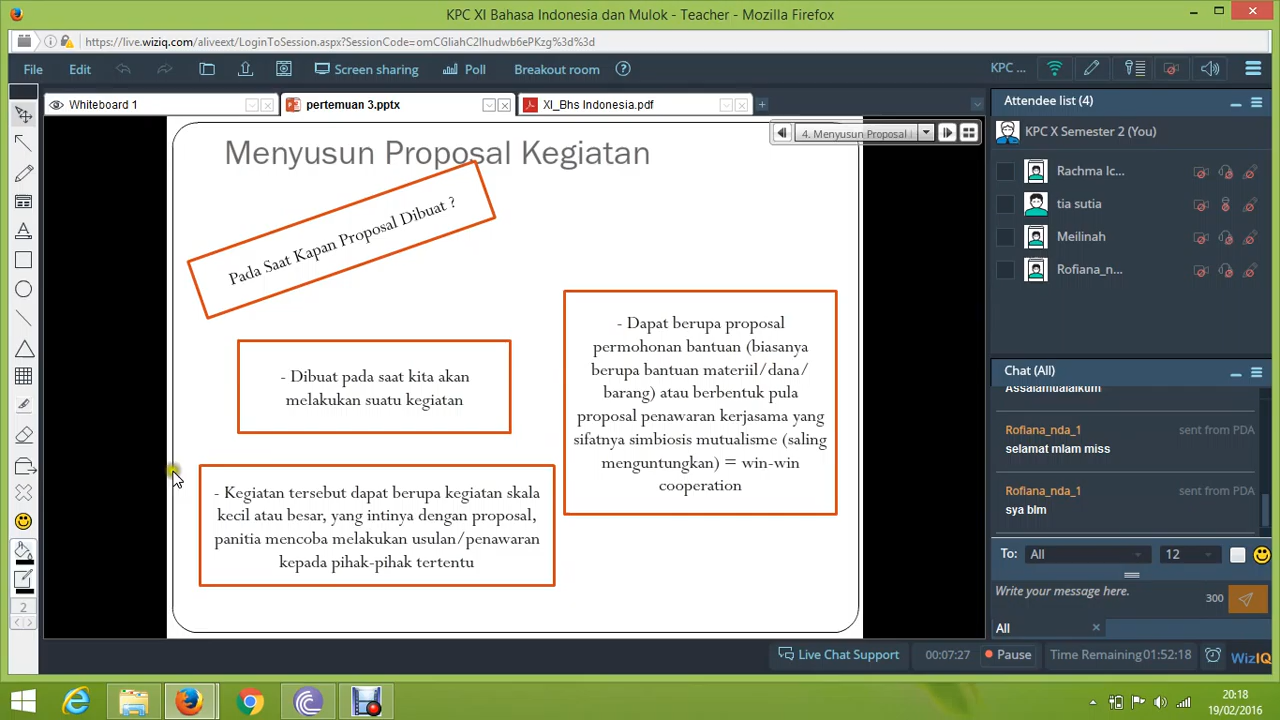 KPC XI Bahasa Indonesia dan Mulok - Teacher - Mozilla Firefox
https://live.wiziq.com/aliveext/LoginToSession.aspx?SessionCode=omCGliahC2lhudwb6ePKzg%3d%3d
File Edit Screen sharing Poll Breakout room KPC ...
Whiteboard 1 pertemuan 3.pptx XI_Bhs Indonesia.pdf
4. Menyusun Proposal
Menyusun Proposal Kegiatan
Pada Saat Kapan Proposal Dibuat ?
- Dibuat pada saat kita akan
melakukan suatu kegiatan
- Kegiatan tersebut dapat berupa kegiatan skala
kecil atau besar, yang intinya dengan proposal,
panitia mencoba melakukan usulan/penawaran
kepada pihak-pihak tertentu
- Dapat berupa proposal
permohonan bantuan (biasanya
berupa bantuan materiil/dana/
barang) atau berbentuk pula
proposal penawaran kerjasama yang
sifatnya simbiosis mutualisme (saling
menguntungkan) = win-win
cooperation
Attendee list (4)
KPC X Semester 2 (You)
Rachma Ic...
tia sutia
Meilinah
Rofiana_n...
Chat (All)
Assalamualaikum
Rofiana_nda_1 sent from PDA
selamat mlam miss
Rofiana_nda_1 sent from PDA
sya blm
To: All 12
Write your message here. 300
All
2
Live Chat Support 00:07:27 Pause Time Remaining 01:52:18 WizIQ
20:18
19/02/2016